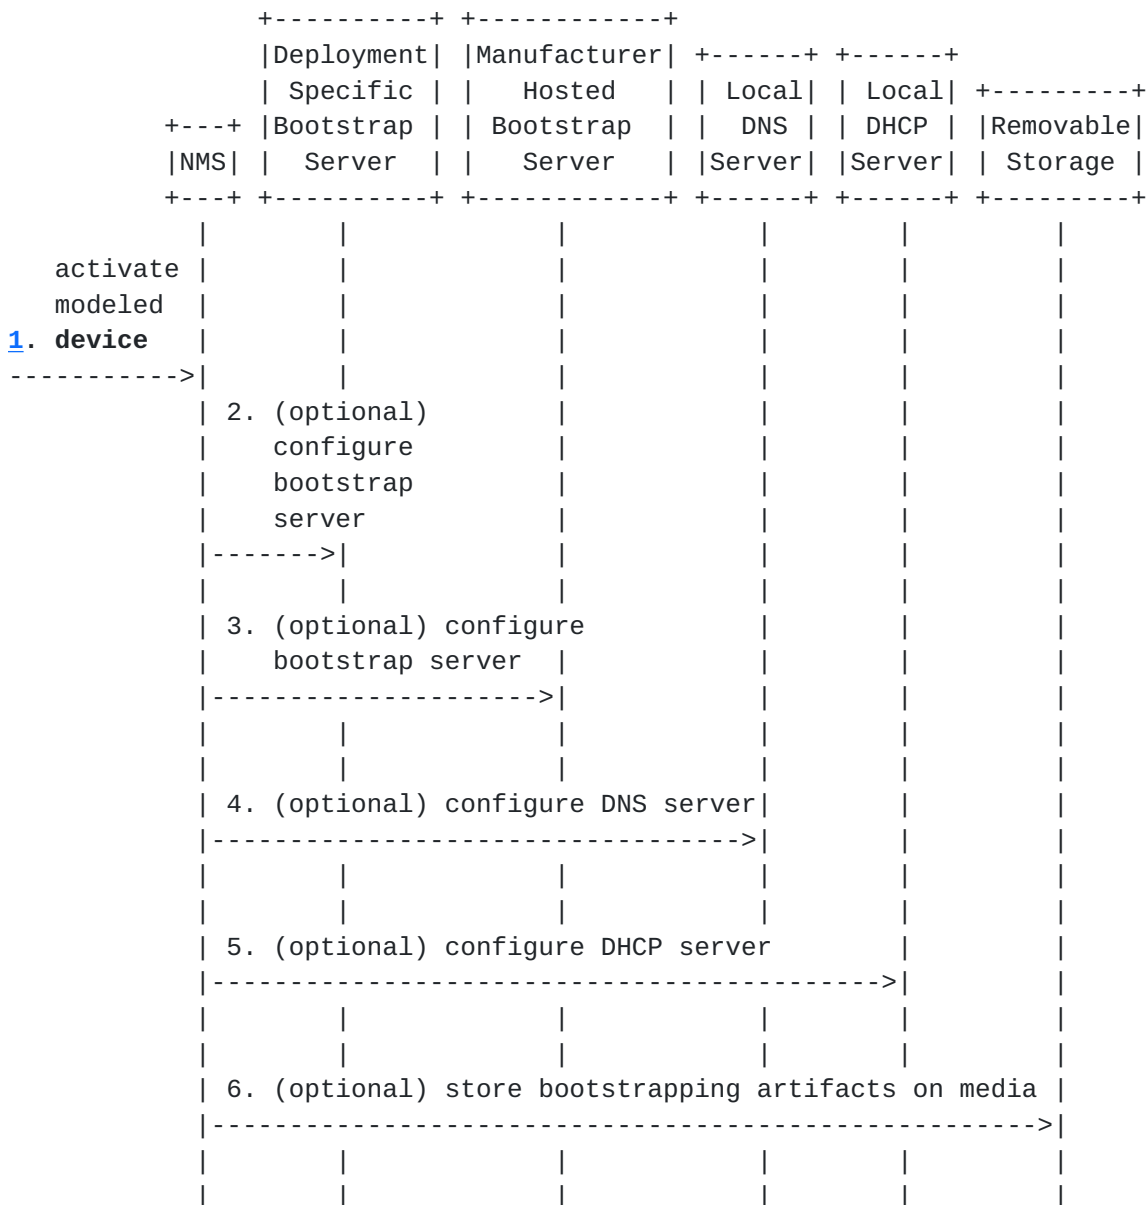 +----------+ +------------+
|Deployment| |Manufacturer| +------+ +------+
| Specific | | Hosted | | Local| | Local| +---------+
+---+ |Bootstrap | | Bootstrap | | DNS | | DHCP | |Removable|
|NMS| | Server | | Server | |Server| |Server| | Storage |
+---+ +----------+ +------------+ +------+ +------+ +---------+
| | | | | |
activate | | | | | |
modeled | | | | | |
1. device | | | | | |
----------->| | | | | |
| 2. (optional) | | | |
| configure | | | |
| bootstrap | | | |
| server | | | |
|------->| | | | |
| | | | | |
| 3. (optional) configure | | |
| bootstrap server | | | |
|--------------------->| | | |
| | | | | |
| | | | | |
| 4. (optional) configure DNS server| | |
|---------------------------------->| | |
| | | | | |
| | | | | |
| 5. (optional) configure DHCP server | |
|------------------------------------------->| |
| | | | | |
| | | | | |
| 6. (optional) store bootstrapping artifacts on media |
|----------------------------------------------------->|
| | | | | |
| | | | | |